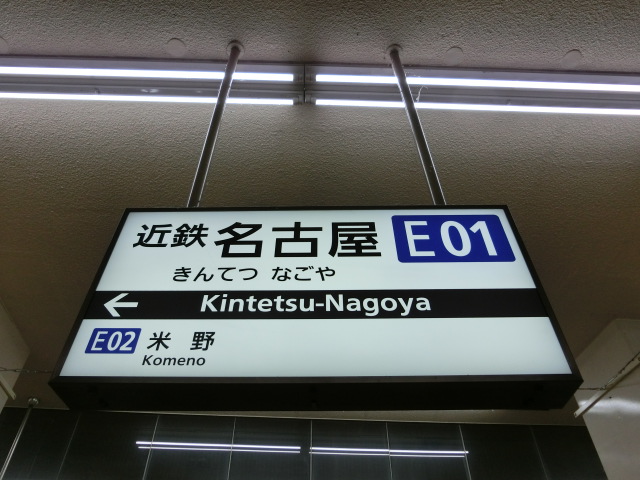 近鉄 名古屋 E01
きんてつ なごや
← Kintetsu-Nagoya
E02 米野
Komeno